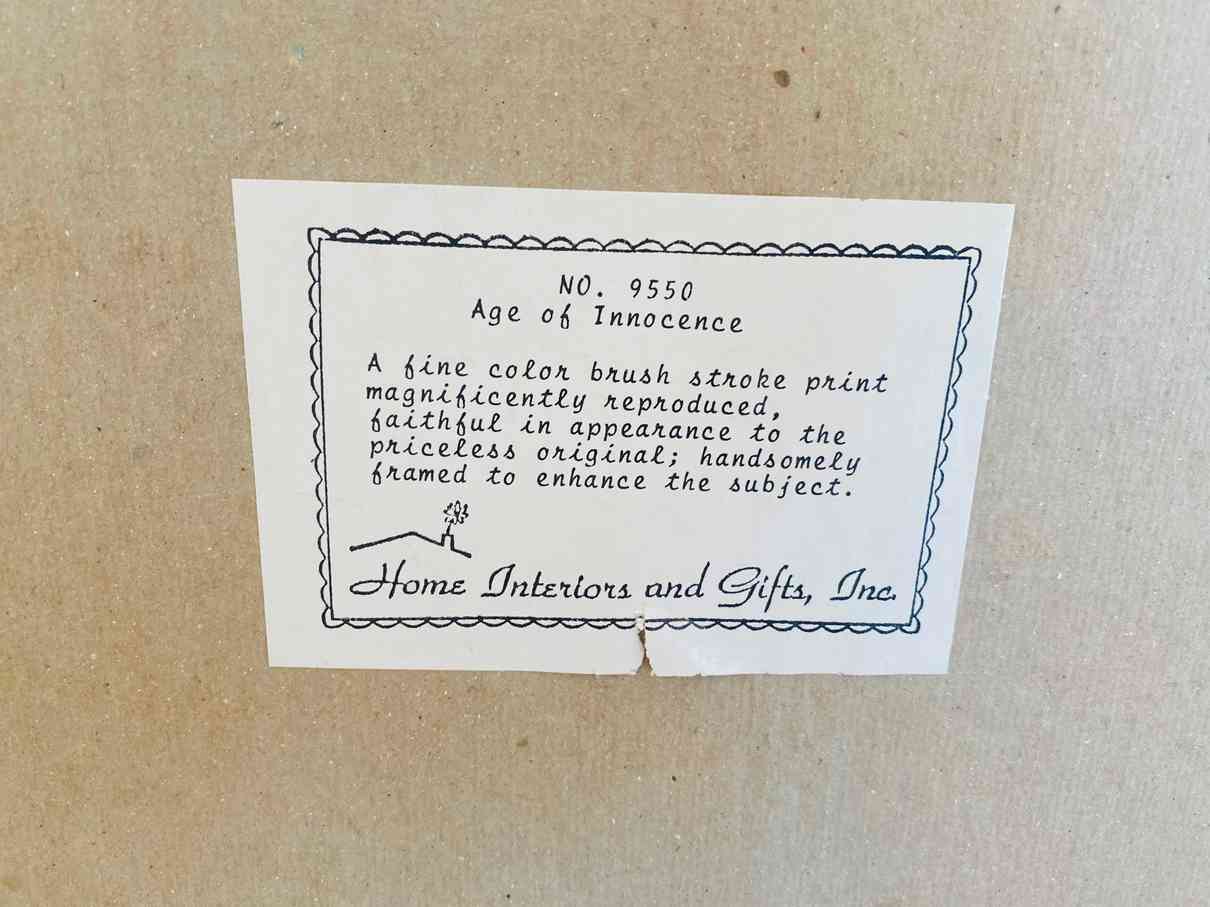 NO. 9550
Age of Innocence
A fine color brush stroke print
magnificently reproduced,
faithful in appearance to the
priceless original; handsomely
framed to enhance the subject.
Home Interiors and Gifts, Inc.